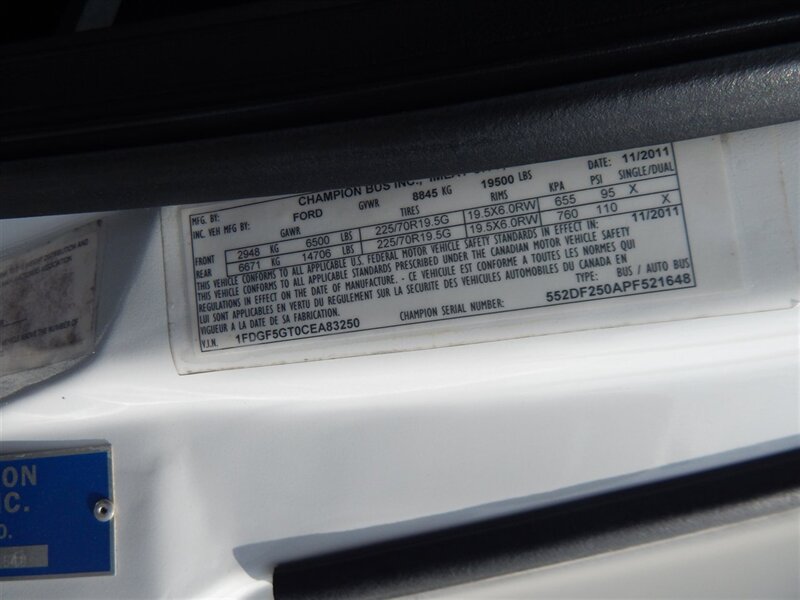 MFG. BY: CHAMPION BUS INC., DATE: 11/2011
INC. VEH MFG BY: FORD GVWR 8845 KG 19500 LBS
GAWR TIRES RIMS KPA PSI SINGLE/DUAL
FRONT 2948 KG 6500 LBS 225/70R19.5G 19.5X6.0RW 655 95 X
REAR 6671 KG 14706 LBS 225/70R19.5G 19.5X6.0RW 760 110 X
THIS VEHICLE CONFORMS TO ALL APPLICABLE U.S. FEDERAL MOTOR VEHICLE SAFETY STANDARDS IN EFFECT IN: 11/2011
THIS VEHICLE CONFORMS TO ALL APPLICABLE STANDARDS PRESCRIBED UNDER THE CANADIAN MOTOR VEHICLE SAFETY
REGULATIONS IN EFFECT ON THE DATE OF MANUFACTURE. - CE VEHICULE EST CONFORME A TOUTES LES NORMES QUI
LUI SONT APPLICABLES EN VERTU DU REGULEMENT SUR LA SECURITE DES VEHICULES AUTOMOBILES DU CANADA EN
VIGUEUR A LA DATE DE SA FABRICATION. TYPE: BUS / AUTO BUS
V.I.N. 1FDGF5GT0CEA83250 CHAMPION SERIAL NUMBER: 552DF250APF521648
ON
C.